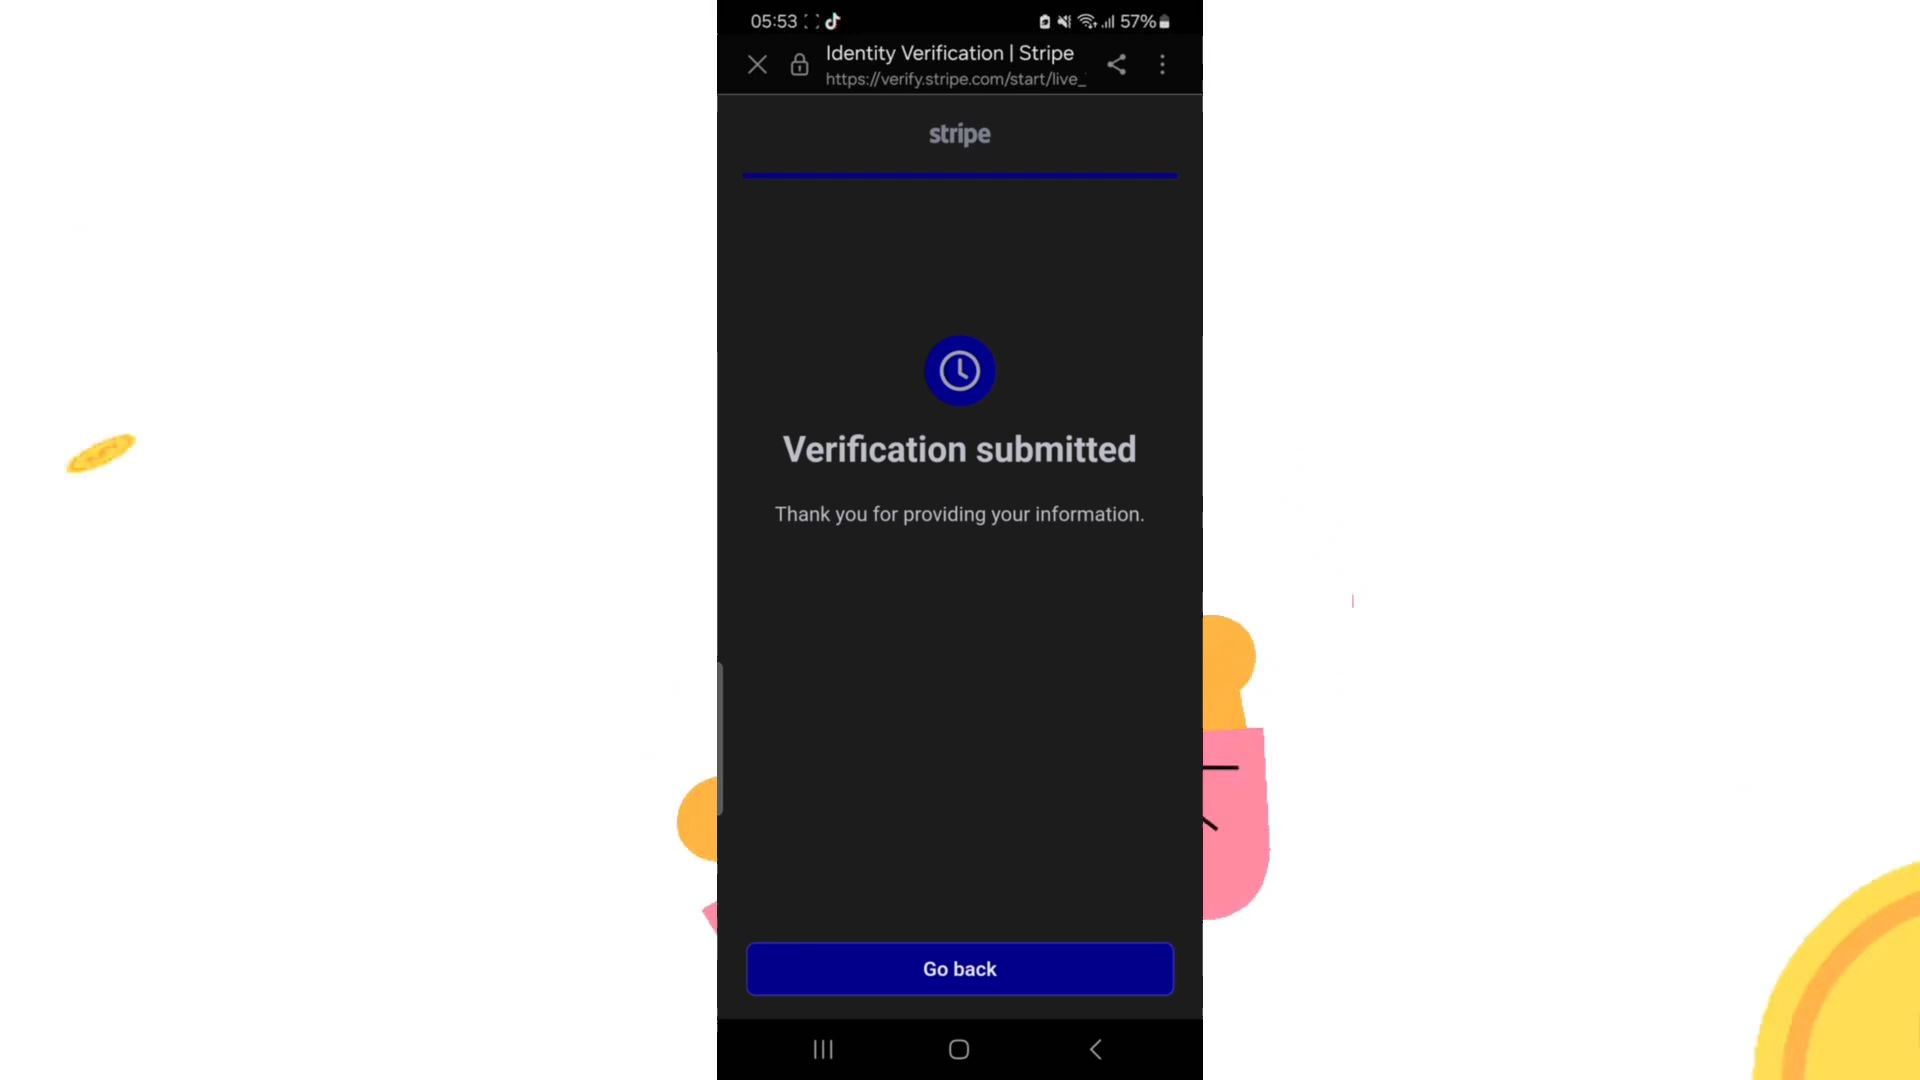 05:53
57%
Identity Verification | Stripe
https://verify.stripe.com/start/live_
stripe
Verification submitted
Thank you for providing your information.
Go back